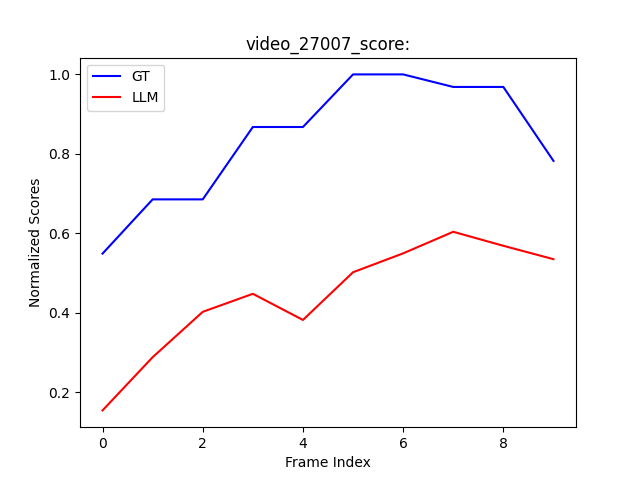 video_27007_score:
GT
LLM
1.0
0.8
0.6
0.4
0.2
Normalized Scores
0 2 4 6 8
Frame Index